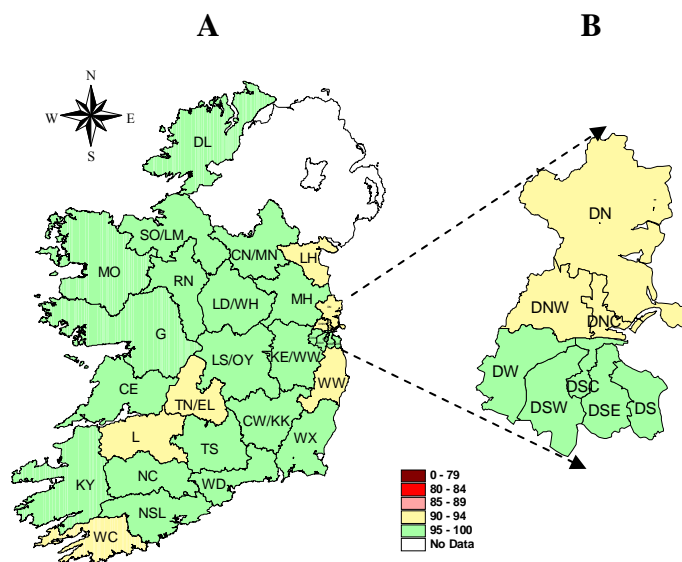 A
B
N
W
E
S
DL
SO/LM
CN/MN
LH
MO
RN
LD/WH
MH
G
LS/OY
KE/WW
WW
CE
TN/EL
CW/KK
L
TS
WX
KY
NC
WD
NSL
WC
DN
DNW
DNC
DW
DSC
DSW
DSE
DS
0 - 79
80 - 84
85 - 89
90 - 94
95 - 100
No Data